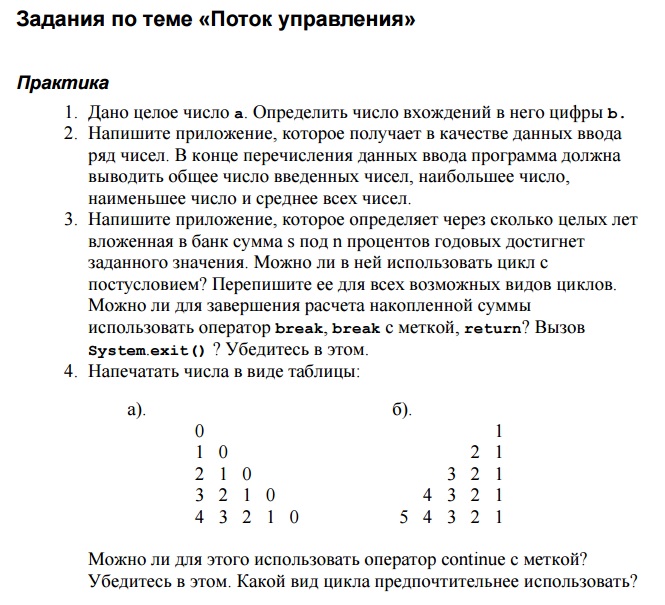 Задания по теме «Поток управления»
Практика
1. Дано целое число a. Определить число вхождений в него цифры b.
2. Напишите приложение, которое получает в качестве данных ввода
ряд чисел. В конце перечисления данных ввода программа должна
выводить общее число введенных чисел, наибольшее число,
наименьшее число и среднее всех чисел.
3. Напишите приложение, которое определяет через сколько целых лет
вложенная в банк сумма s под n процентов годовых достигнет
заданного значения. Можно ли в ней использовать цикл с
постусловием? Перепишите ее для всех возможных видов циклов.
Можно ли для завершения расчета накопленной суммы
использовать оператор break, break с меткой, return? Вызов
System.exit() ? Убедитесь в этом.
4. Напечатать числа в виде таблицы:
а). б).
0 1
1 0 2 1
2 1 0 3 2 1
3 2 1 0 4 3 2 1
4 3 2 1 0 5 4 3 2 1
Можно ли для этого использовать оператор continue с меткой?
Убедитесь в этом. Какой вид цикла предпочтительнее использовать?